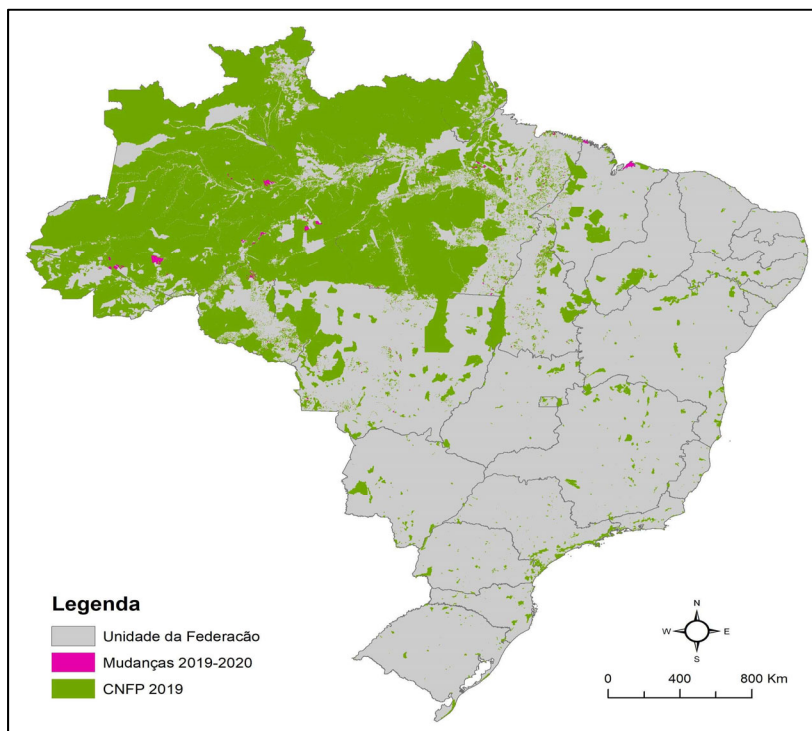 Legenda
Unidade da Federacão
Mudanças 2019-2020
CNFP 2019
N
W E
S
0 400 800 Km